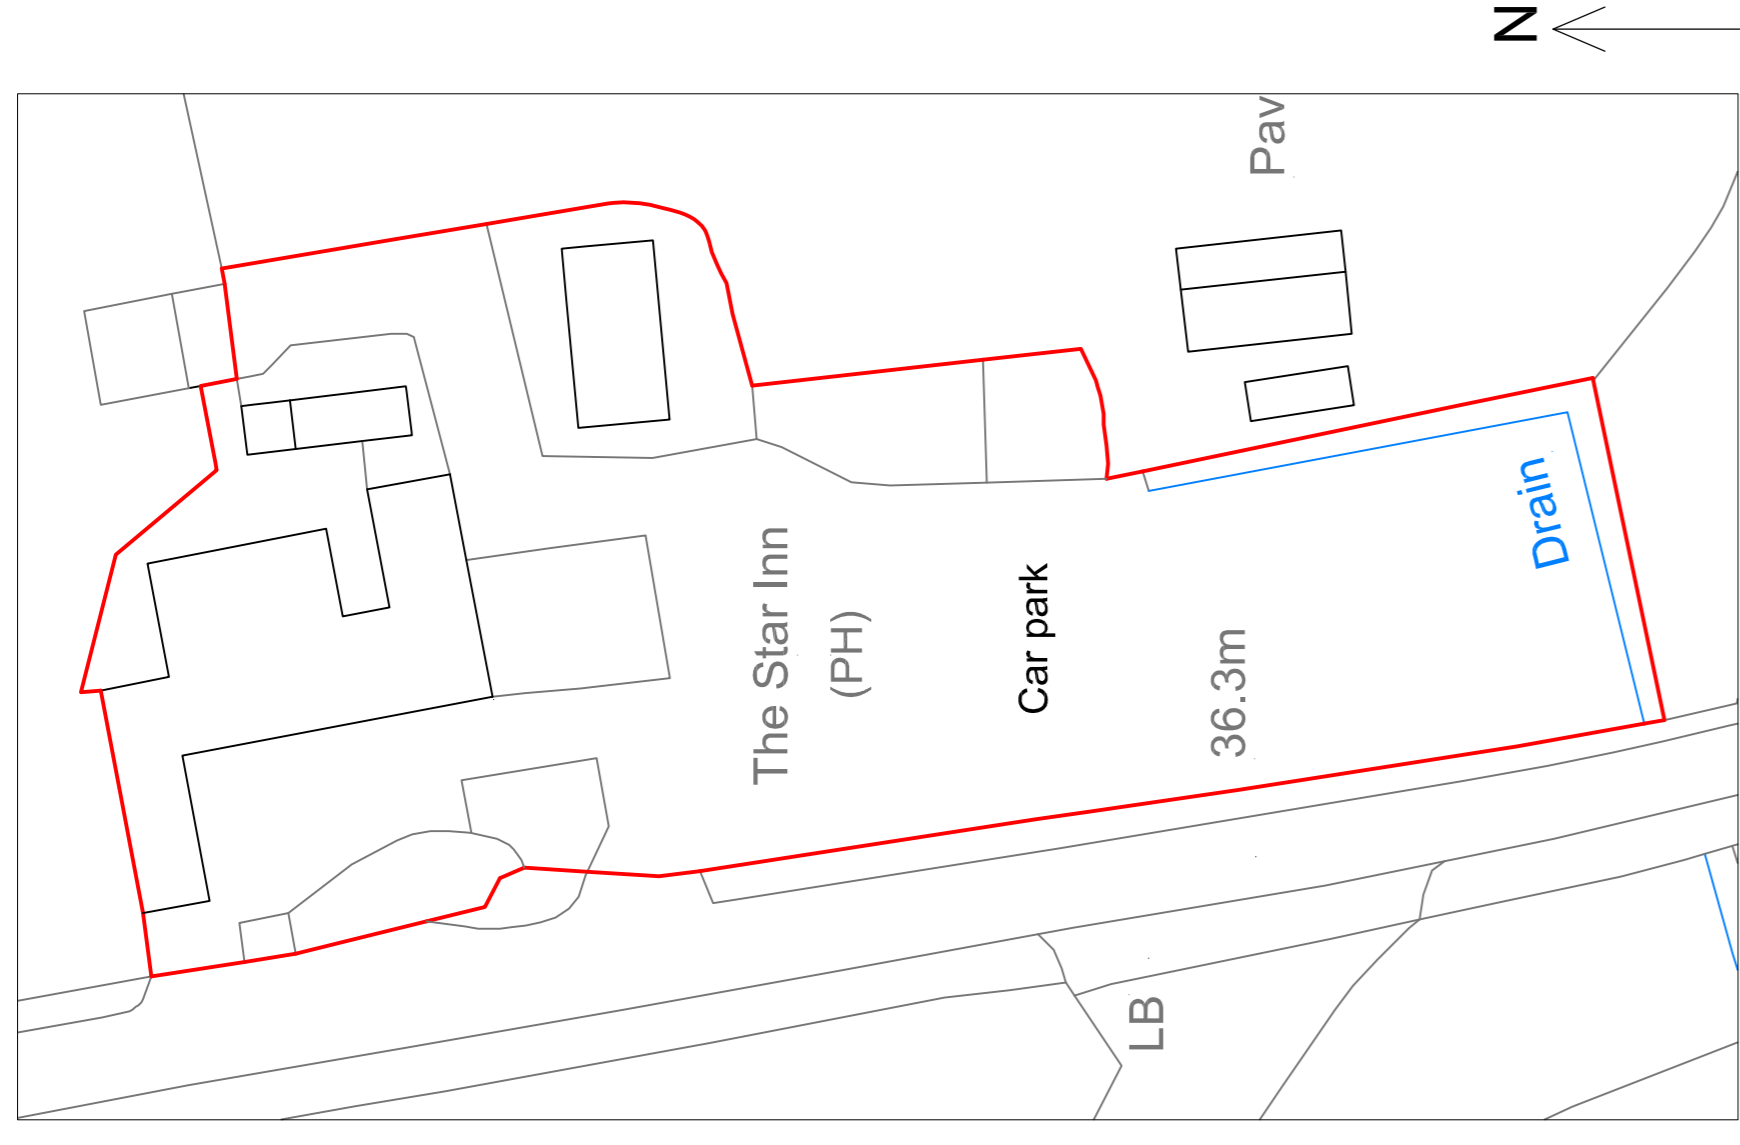 N
Pav
The Star Inn
(PH)
Car park
36.3m
Drain
LB